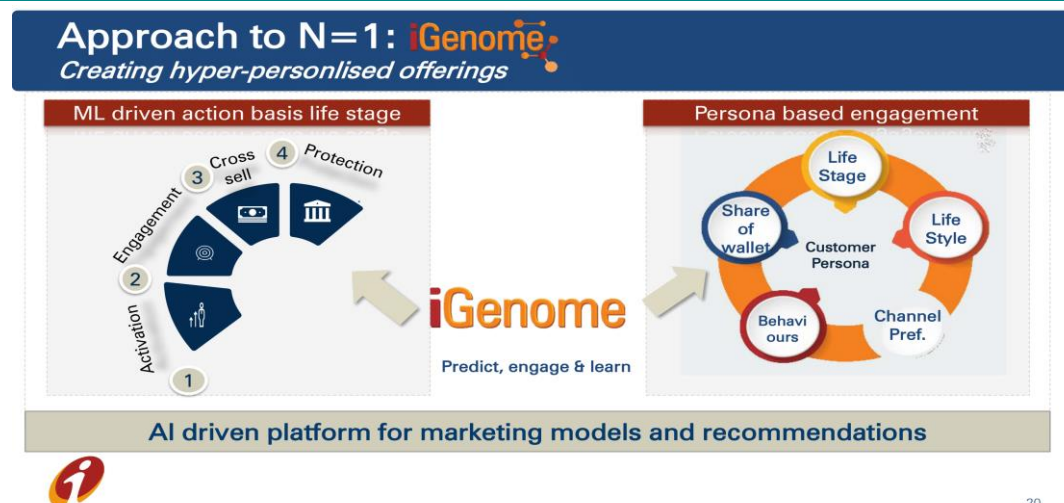 Approach to N=1: iGenome
Creating hyper-personlised offerings
ML driven action basis life stage
4
Protection
3
Cross
sell
Engagement
2
Activation
1
iGenome
Predict, engage & learn
Persona based engagement
Life
Stage
Share
of
wallet
Life
Style
Customer
Persona
Behavi
ours
Channel
Pref.
AI driven platform for marketing models and recommendations
20